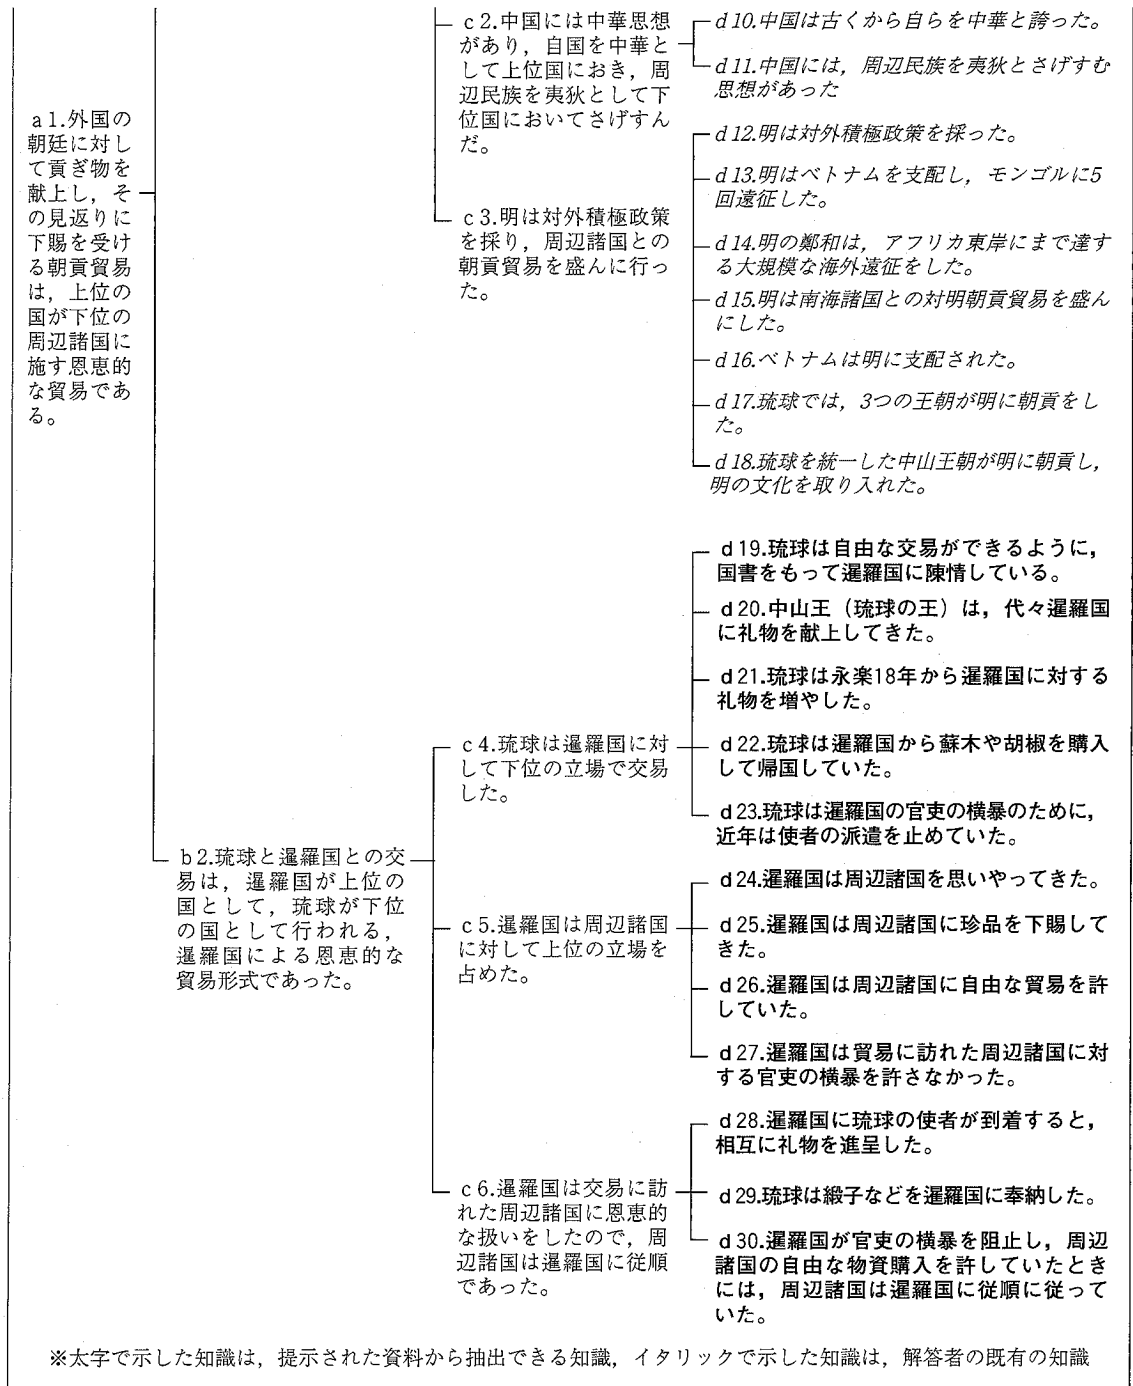 a1.外国の
朝廷に対し
て貢ぎ物を
献上し，そ
の見返りに
下賜を受け
る朝貢貿易
は，上位の
国が下位の
周辺諸国に
施す恩恵的
な貿易であ
る。
c2.中国には中華思想
があり，自国を中華と
して上位国におき，周
辺民族を夷狄として下
位国においてさげすん
だ。
d10.中国は古くから自らを中華と誇った。
d11.中国には，周辺民族を夷狄とさげすむ
思想があった
c3.明は対外積極政策
を採り，周辺諸国との
朝貢貿易を盛んに行っ
た。
d12.明は対外積極政策を採った。
d13.明はベトナムを支配し，モンゴルに5
回遠征した。
d14.明の鄭和は，アフリカ東岸にまで達す
る大規模な海外遠征をした。
d15.明は南海諸国との対明朝貢貿易を盛ん
にした。
d16.ベトナムは明に支配された。
d17.琉球では，3つの王朝が明に朝貢をし
た。
d18.琉球を統一した中山王朝が明に朝貢し，
明の文化を取り入れた。
b2.琉球と暹羅国との交
易は，暹羅国が上位の
国として，琉球が下位
の国として行われる，
暹羅国による恩恵的な
貿易形式であった。
c4.琉球は暹羅国に対
して下位の立場で交易
した。
d19.琉球は自由な交易ができるように，
国書をもって暹羅国に陳情している。
d20.中山王（琉球の王）は，代々暹羅国
に礼物を献上してきた。
d21.琉球は永楽18年から暹羅国に対する
礼物を増やした。
d22.琉球は暹羅国から蘇木や胡椒を購入
して帰国していた。
d23.琉球は暹羅国の官吏の横暴のために，
近年は使者の派遣を止めていた。
c5.暹羅国は周辺諸国
に対して上位の立場を
占めた。
d24.暹羅国は周辺諸国を思いやってきた。
d25.暹羅国は周辺諸国に珍品を下賜して
きた。
d26.暹羅国は周辺諸国に自由な貿易を許
していた。
d27.暹羅国は貿易に訪れた周辺諸国に対
する官吏の横暴を許さなかった。
c6.暹羅国は交易に訪
れた周辺諸国に恩恵的
な扱いをしたので，周
辺諸国は暹羅国に従順
であった。
d28.暹羅国に琉球の使者が到着すると，
相互に礼物を進呈した。
d29.琉球は緞子などを暹羅国に奉納した。
d30.暹羅国が官吏の横暴を阻止し，周辺
諸国の自由な物資購入を許していたとき
には，周辺諸国は暹羅国に従順に従って
いた。
※太字で示した知識は，提示された資料から抽出できる知識，イタリックで示した知識は，解答者の既有の知識